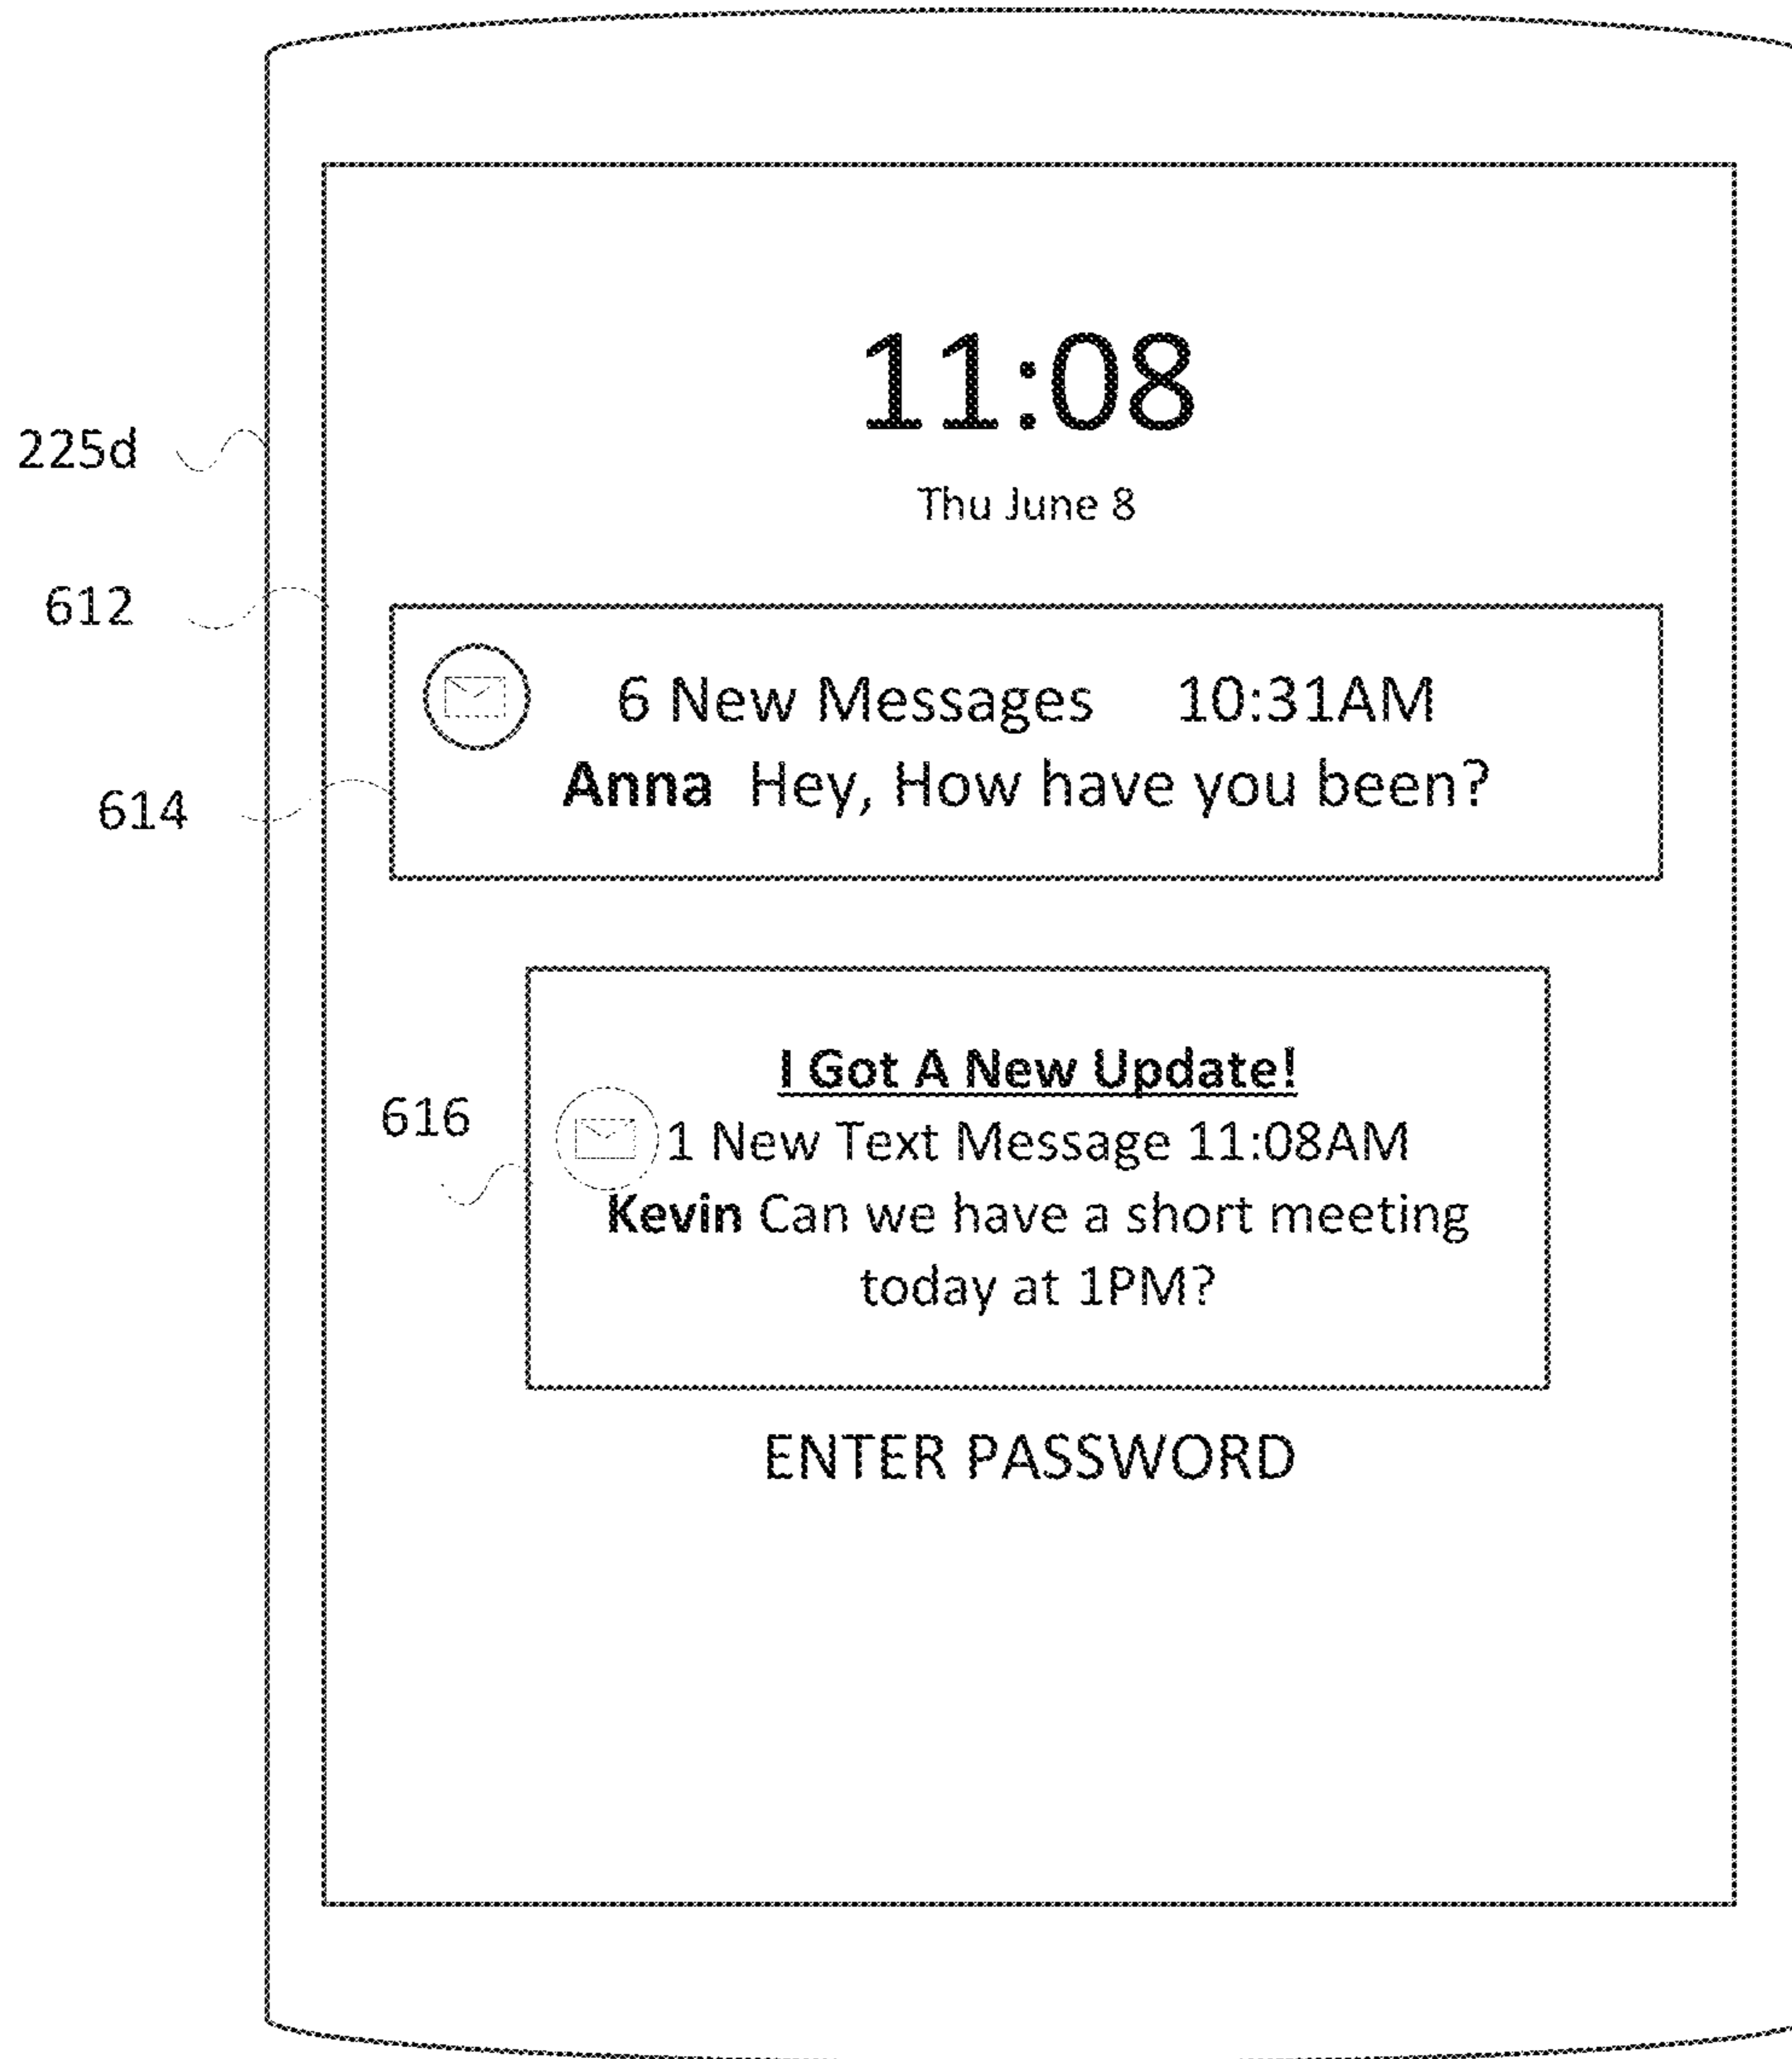 11:08
225d
Thu June 8
612
6 New Messages 10:31AM
Anna Hey, How have you been?
614
I Got A New Update!
616
1 New Text Message 11:08AM
Kevin Can we have a short meeting
today at 1PM?
ENTER PASSWORD